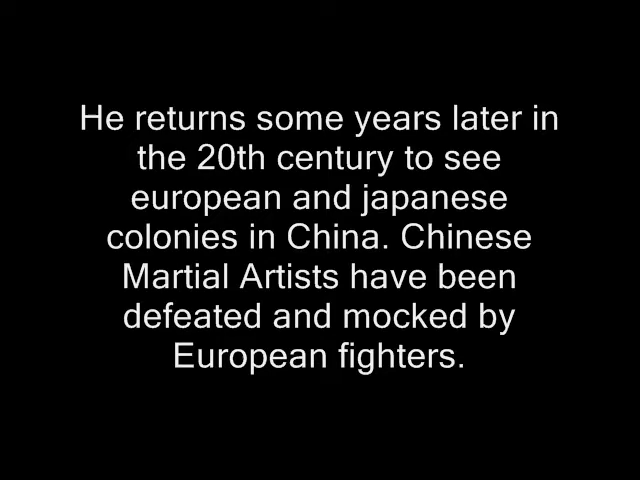 He returns some years later in
the 20th century to see
european and japanese
colonies in China. Chinese
Martial Artists have been
defeated and mocked by
European fighters.